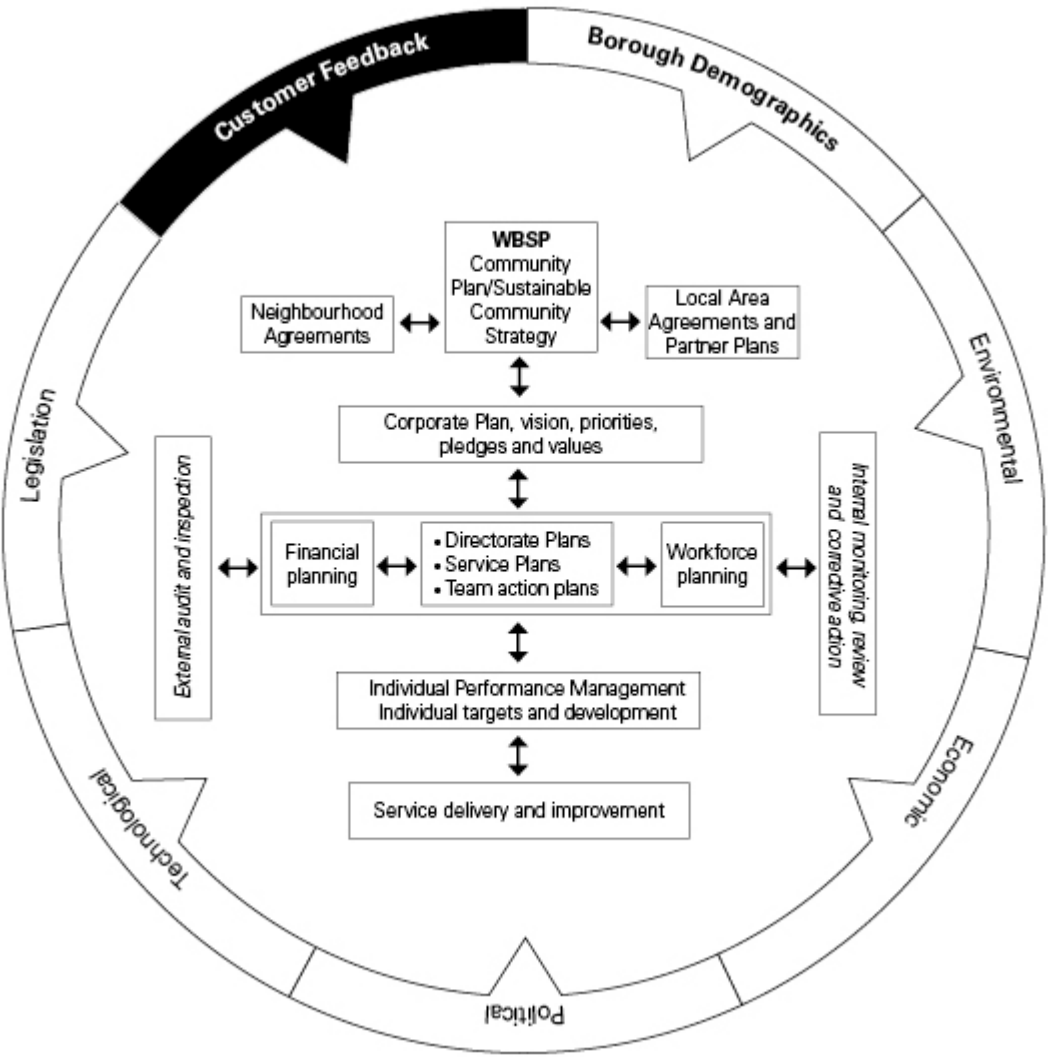 Customer Feedback
Borough Demographics
Environmental
Economic
Political
Technological
Legislation
WBSP
Community
Plan/Sustainable
Community
Strategy
Neighbourhood
Agreements
Local Area
Agreements and
Partner Plans
Corporate Plan, vision, priorities,
pledges and values
External audit and inspection
Financial
planning
• Directorate Plans
• Service Plans
• Team action plans
Workforce
planning
Internal monitoring, review
and corrective action
Individual Performance Management
Individual targets and development
Service delivery and improvement